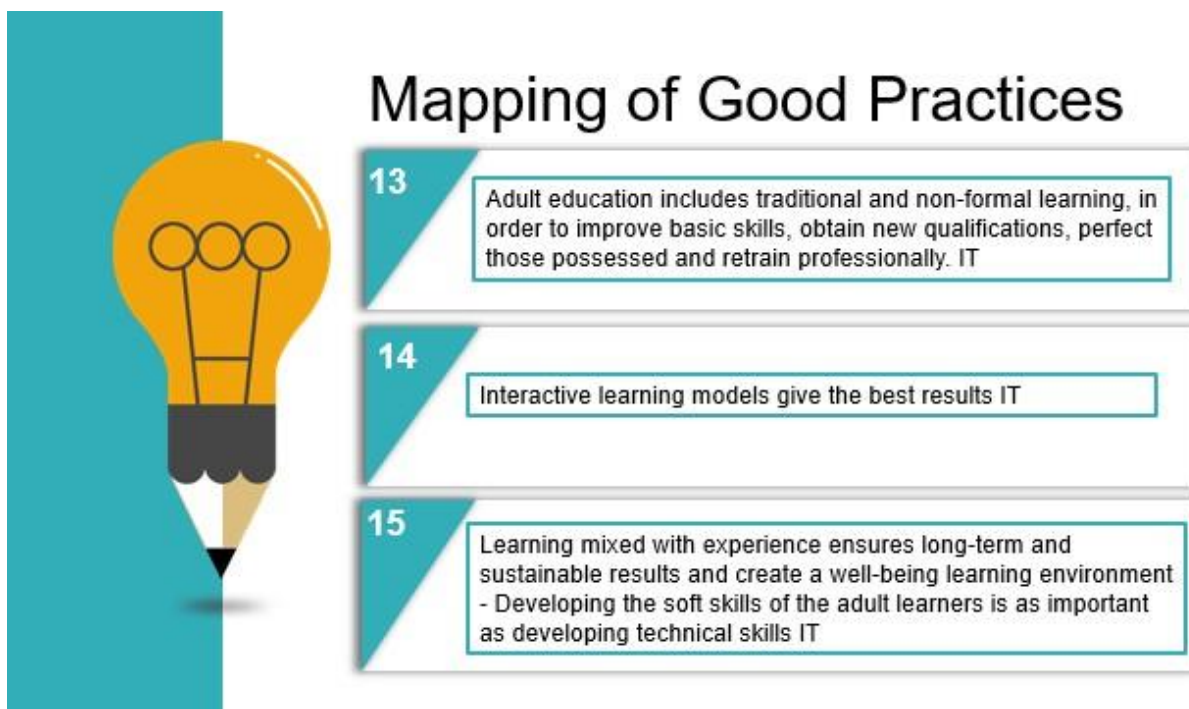 Mapping of Good Practices
13
Adult education includes traditional and non-formal learning, in
order to improve basic skills, obtain new qualifications, perfect
those possessed and retrain professionally. IT
14
Interactive learning models give the best results IT
15
Learning mixed with experience ensures long-term and
sustainable results and create a well-being learning environment
- Developing the soft skills of the adult learners is as important
as developing technical skills IT